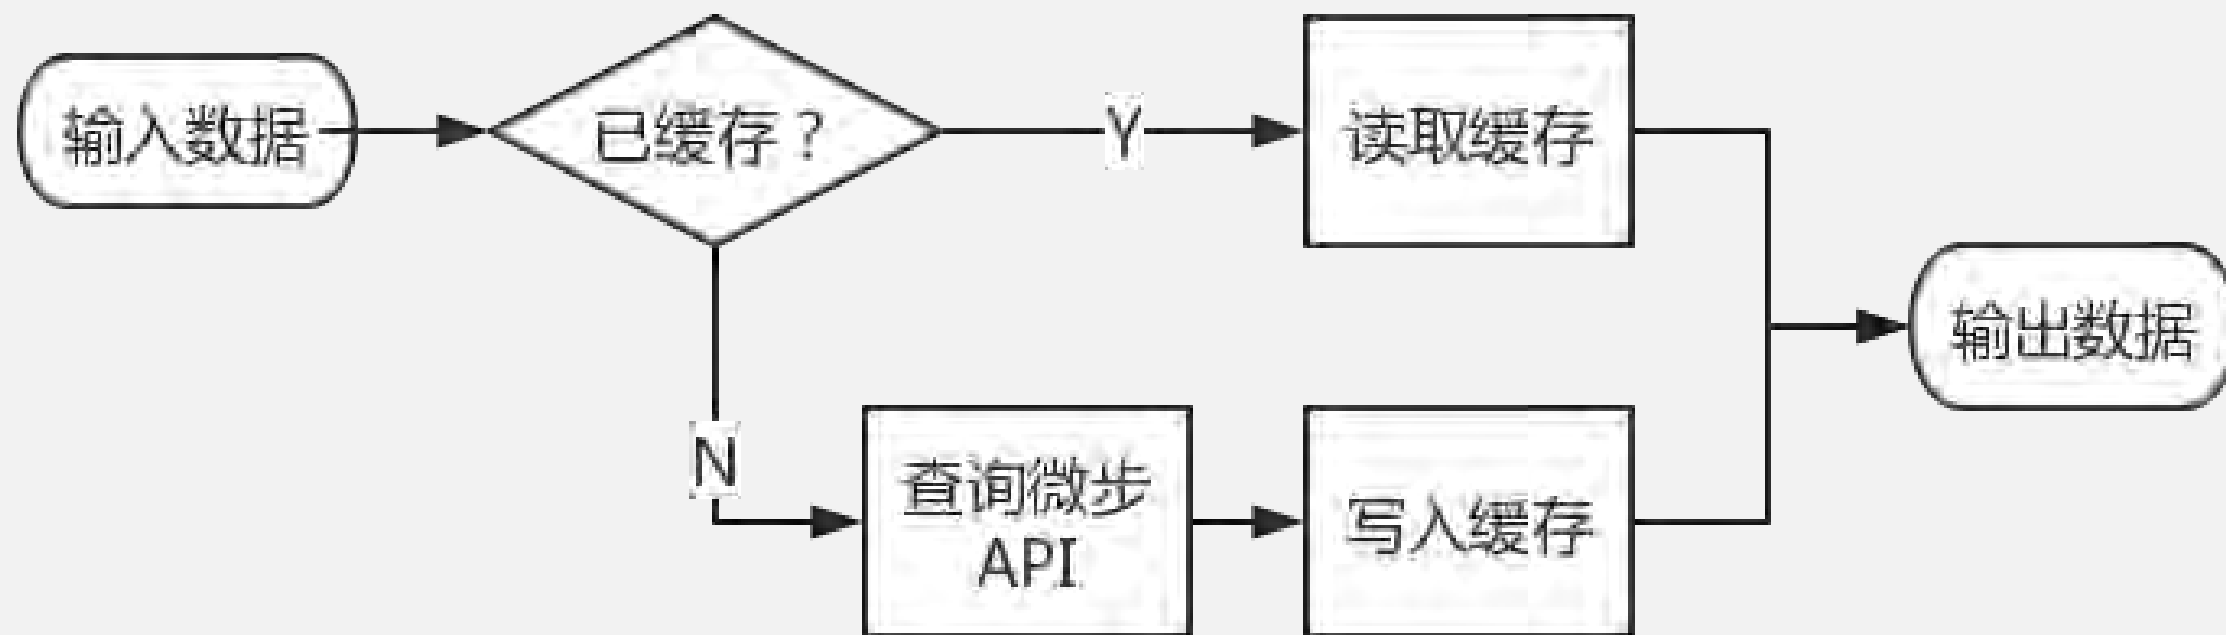 输入数据
已缓存？
Y
读取缓存
输出数据
N
查询微步
API
写入缓存